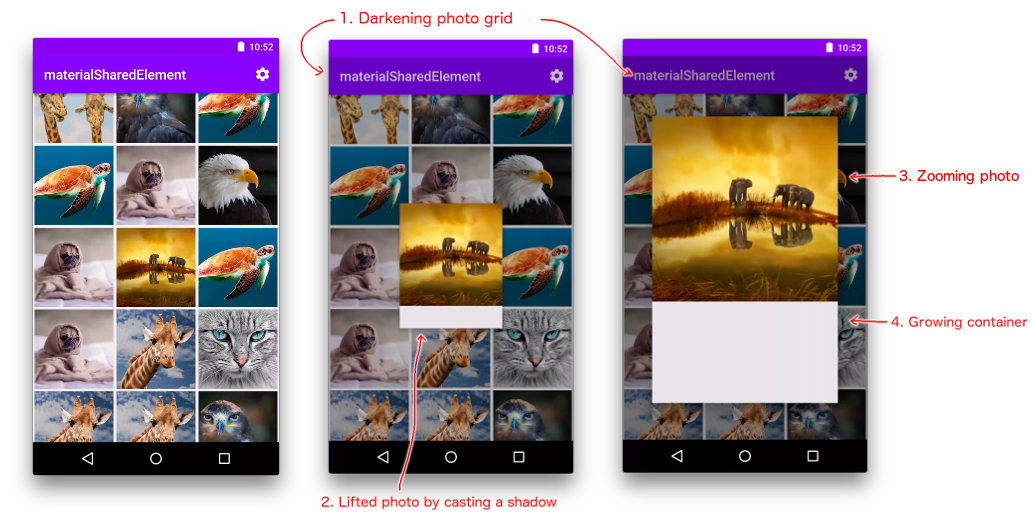 1. Darkening photo grid
10:52
materialSharedElement
10:52
materialSharedElement
10:52
materialSharedElement
3. Zooming photo
4. Growing container
2. Lifted photo by casting a shadow